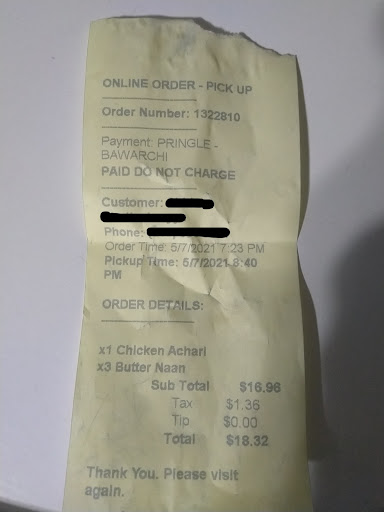 ONLINE ORDER - PICK UP
Order Number: 1322810
Payment: PRINGLE -
BAWARCHI
PAID DO NOT CHARGE
Customer:
Phone:
Order Time: 5/7/2021 7:23 PM
Pickup Time: 5/7/2021 8:40
PM
ORDER DETAILS:
x1 Chicken Achari
x3 Butter Naan
Sub Total $16.96
Tax $1.36
Tip $0.00
Total $18.32
Thank You. Please visit
again.